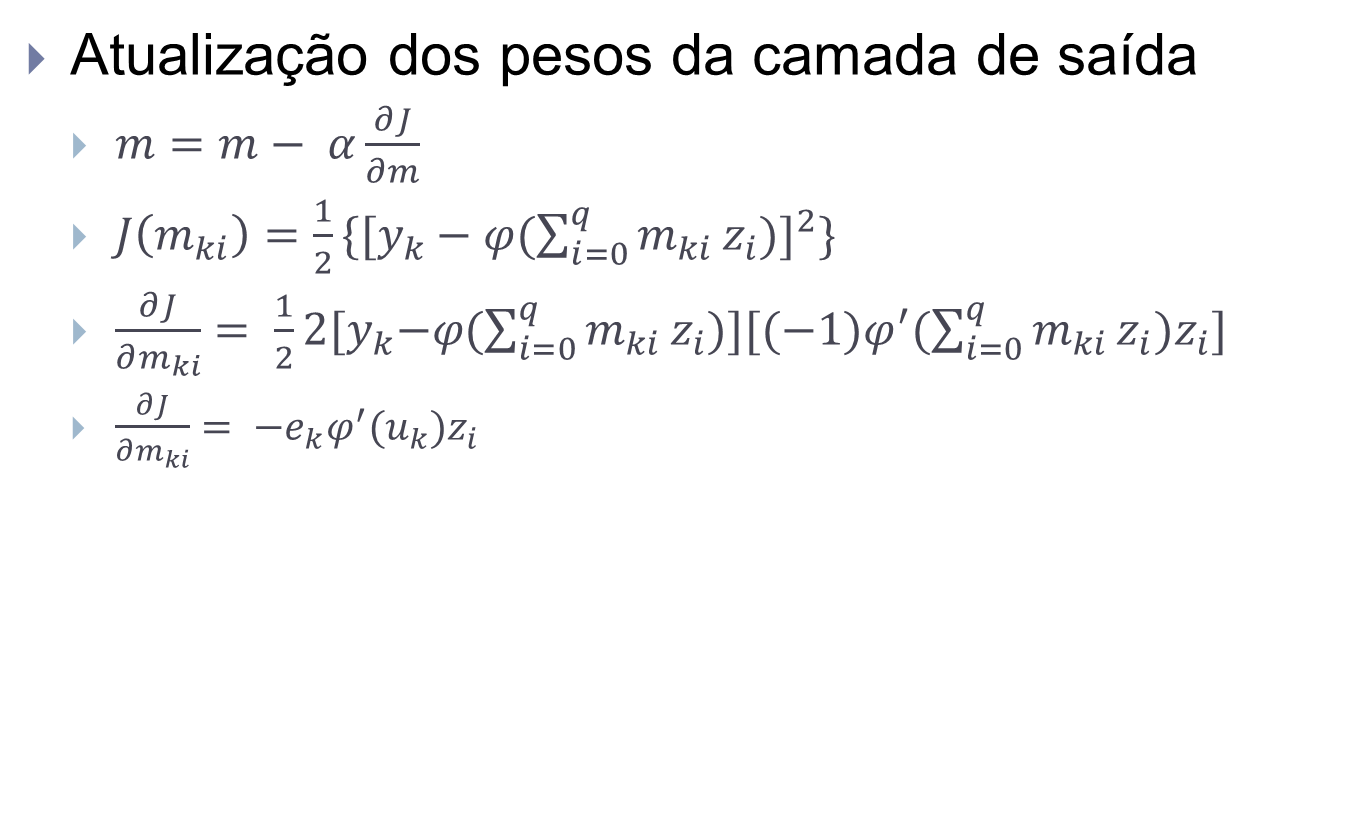 Atualização dos pesos da camada de saída
m = m − α ∂J/∂m
J(m_ki) = 1/2 {[y_k − φ(∑_{i=0}^{q} m_ki z_i)]^2}
∂J/∂m_ki = 1/2 2[y_k−φ(∑_{i=0}^{q} m_ki z_i)][(−1)φ′(∑_{i=0}^{q} m_ki z_i)z_i]
∂J/∂m_ki = −e_k φ′(u_k)z_i